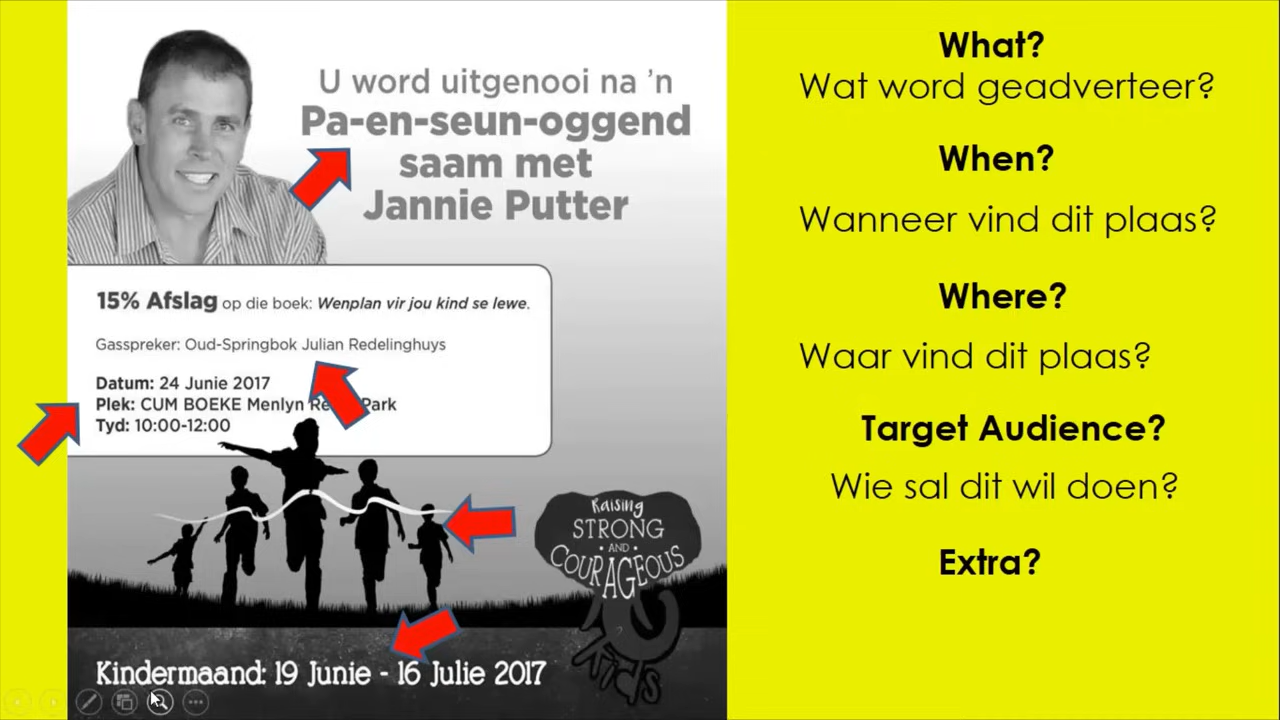 U word uitgenooi na 'n
Pa-en-seun-oggend
saam met
Jannie Putter
15% Afslag op die boek: Wenplan vir jou kind se lewe.
Gasspreker: Oud-Springbok Julian Redelinghuys
Datum: 24 Junie 2017
Plek: CUM BOEKE Menlyn Park
Tyd: 10:00-12:00
Raising
STRONG
AND
COURAGEOUS
Kids
Kindermaand: 19 Junie - 16 Julie 2017
What?
Wat word geadverteer?
When?
Wanneer vind dit plaas?
Where?
Waar vind dit plaas?
Target Audience?
Wie sal dit wil doen?
Extra?